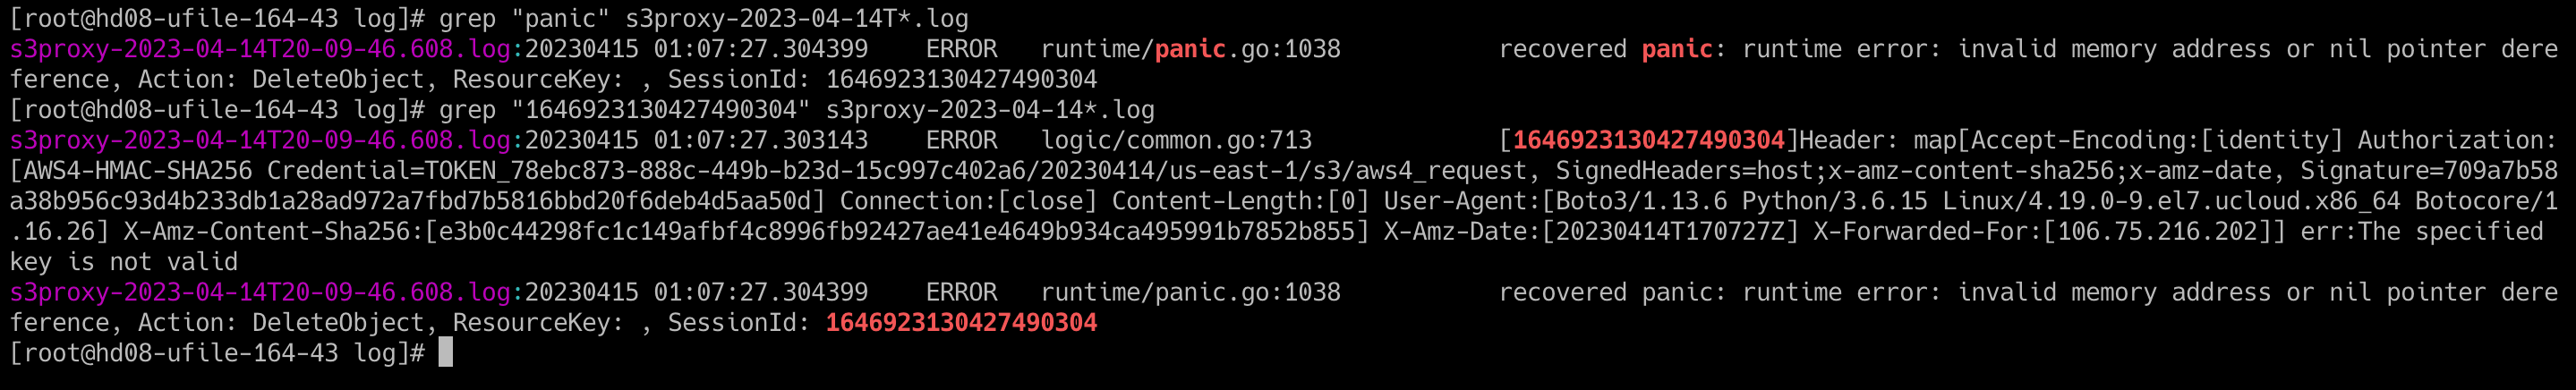 [root@hd08-ufile-164-43 log]# grep "panic" s3proxy-2023-04-14T*.log
s3proxy-2023-04-14T20-09-46.608.log:20230415 01:07:27.304399    ERROR   runtime/panic.go:1038           recovered panic: runtime error: invalid memory address or nil pointer dere
ference, Action: DeleteObject, ResourceKey: , SessionId: 1646923130427490304
[root@hd08-ufile-164-43 log]# grep "1646923130427490304" s3proxy-2023-04-14*.log
s3proxy-2023-04-14T20-09-46.608.log:20230415 01:07:27.303143    ERROR   logic/common.go:713             [1646923130427490304]Header: map[Accept-Encoding:[identity] Authorization:
[AWS4-HMAC-SHA256 Credential=TOKEN_78ebc873-888c-449b-b23d-15c997c402a6/20230414/us-east-1/s3/aws4_request, SignedHeaders=host;x-amz-content-sha256;x-amz-date, Signature=709a7b58
a38b956c93d4b233db1a28ad972a7fbd7b5816bbd20f6deb4d5aa50d] Connection:[close] Content-Length:[0] User-Agent:[Boto3/1.13.6 Python/3.6.15 Linux/4.19.0-9.el7.ucloud.x86_64 Botocore/1
.16.26] X-Amz-Content-Sha256:[e3b0c44298fc1c149afbf4c8996fb92427ae41e4649b934ca495991b7852b855] X-Amz-Date:[20230414T170727Z] X-Forwarded-For:[106.75.216.202]] err:The specified
key is not valid
s3proxy-2023-04-14T20-09-46.608.log:20230415 01:07:27.304399    ERROR   runtime/panic.go:1038           recovered panic: runtime error: invalid memory address or nil pointer dere
ference, Action: DeleteObject, ResourceKey: , SessionId: 1646923130427490304
[root@hd08-ufile-164-43 log]#